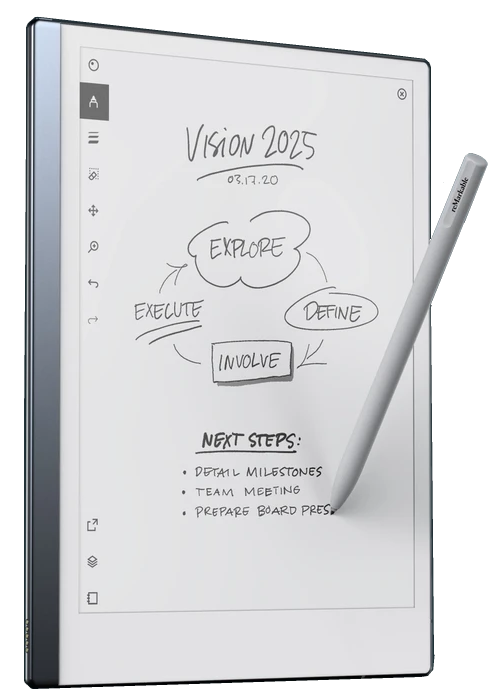 Vision 2025
03.17.20
EXPLORE
EXECUTE
DEFINE
INVOLVE
NEXT STEPS:
• DETAIL MILESTONES
• TEAM MEETING
• PREPARE BOARD PRES
reMarkable